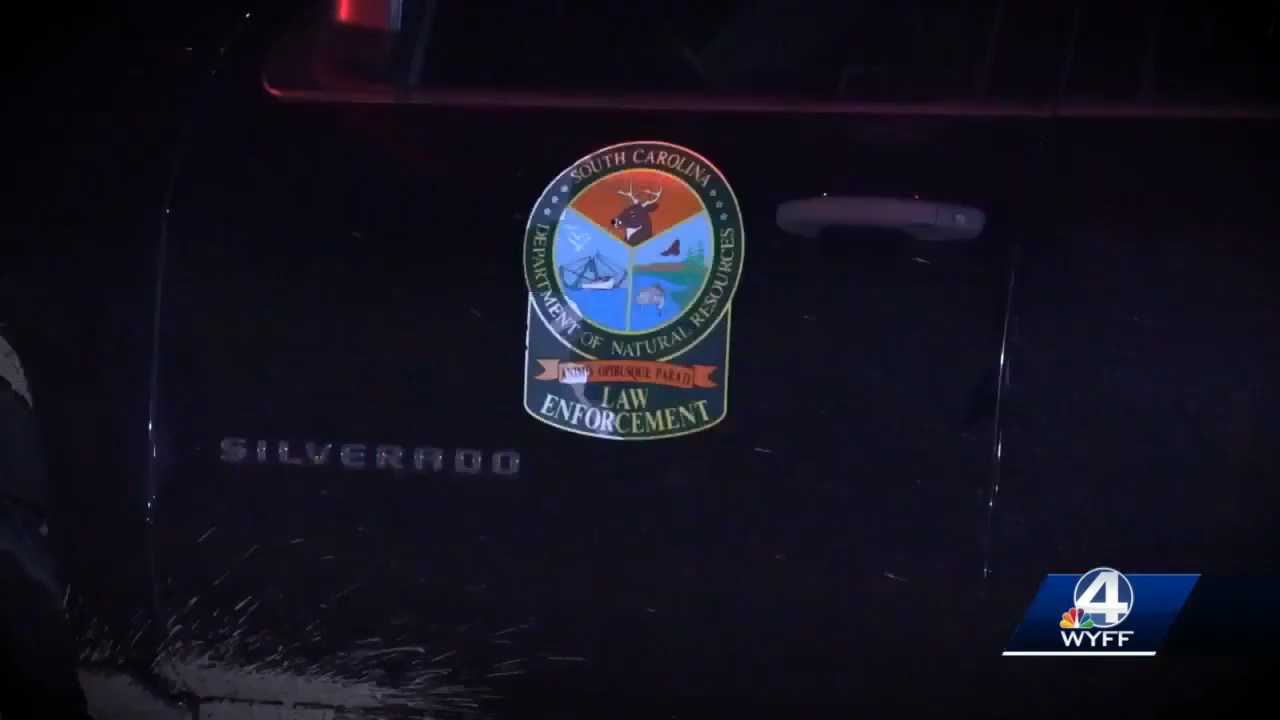 SOUTH CAROLINA
DEPARTMENT OF NATURAL RESOURCES
ANIMIS OPIBUSQUE PARATI
LAW
ENFORCEMENT
SILVERADO
4
WYFF